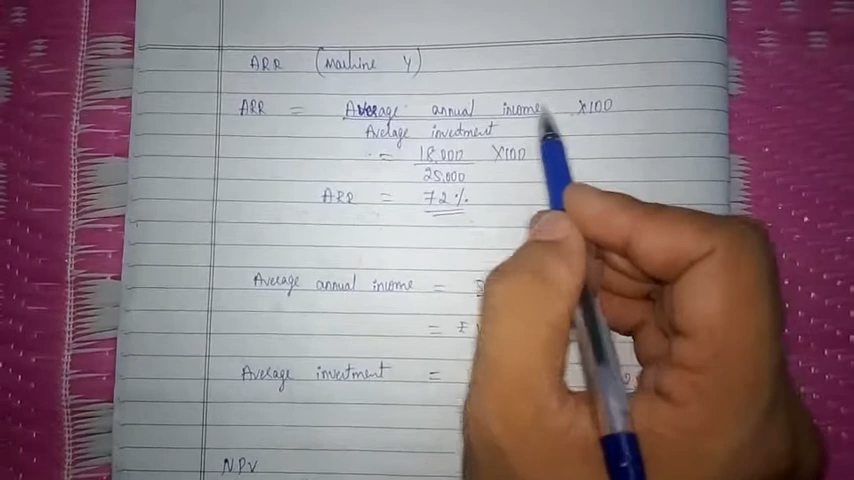 ARR (Machine Y)
ARR = Average annual income ×100
Average investment
= 18,000 ×100
25,000
ARR = 72%
Average annual income =
= ₹
Average investment =
NPV